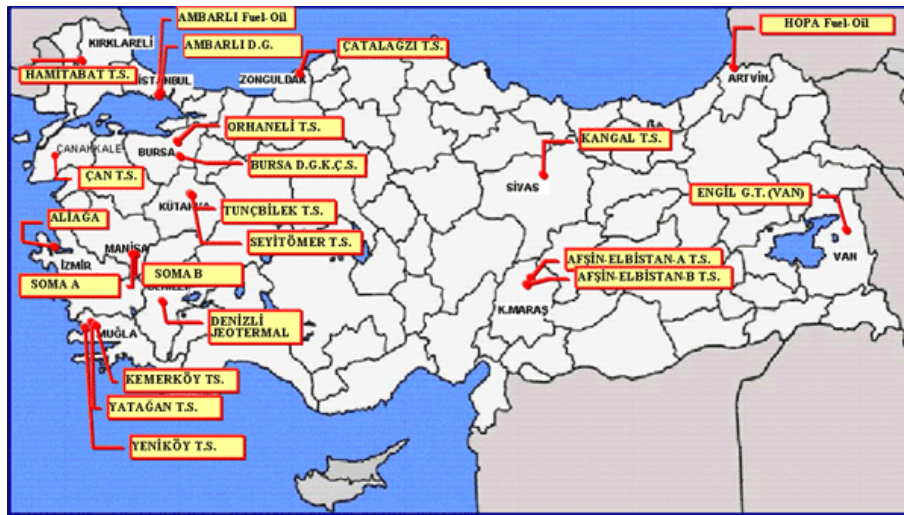 AMBARLI Fuel-Oil
HOPA Fuel-Oil
KIRKLARELİ
AMBARLI D.G.
ÇATALAGZI T.S.
HAMİTABAT T.S.
İSTANBUL
ZONGULDAK
ARTVİN
ORHANELİ T.S.
KANGAL T.S.
ÇANAKKALE
BURSA
BURSA D.G.K.Ç.S.
ÇAN T.S.
SİVAS
ENGİL G.T. (VAN)
KÜTAHYA
TUNÇBİLEK T.S.
ALİAGA
SEYİTÖMER T.S.
MANİSA
VAN
İZMİR
SOMA B
AFŞİN-ELBİSTAN-A T.S.
AFŞİN-ELBİSTAN-B T.S.
SOMA A
DENİZLİ
K.MARAŞ
DENİZLİ
JEOTERMAL
MUĞLA
KEMERKÖY TS.
YATAĞAN T.S.
YENİKÖY T.S.